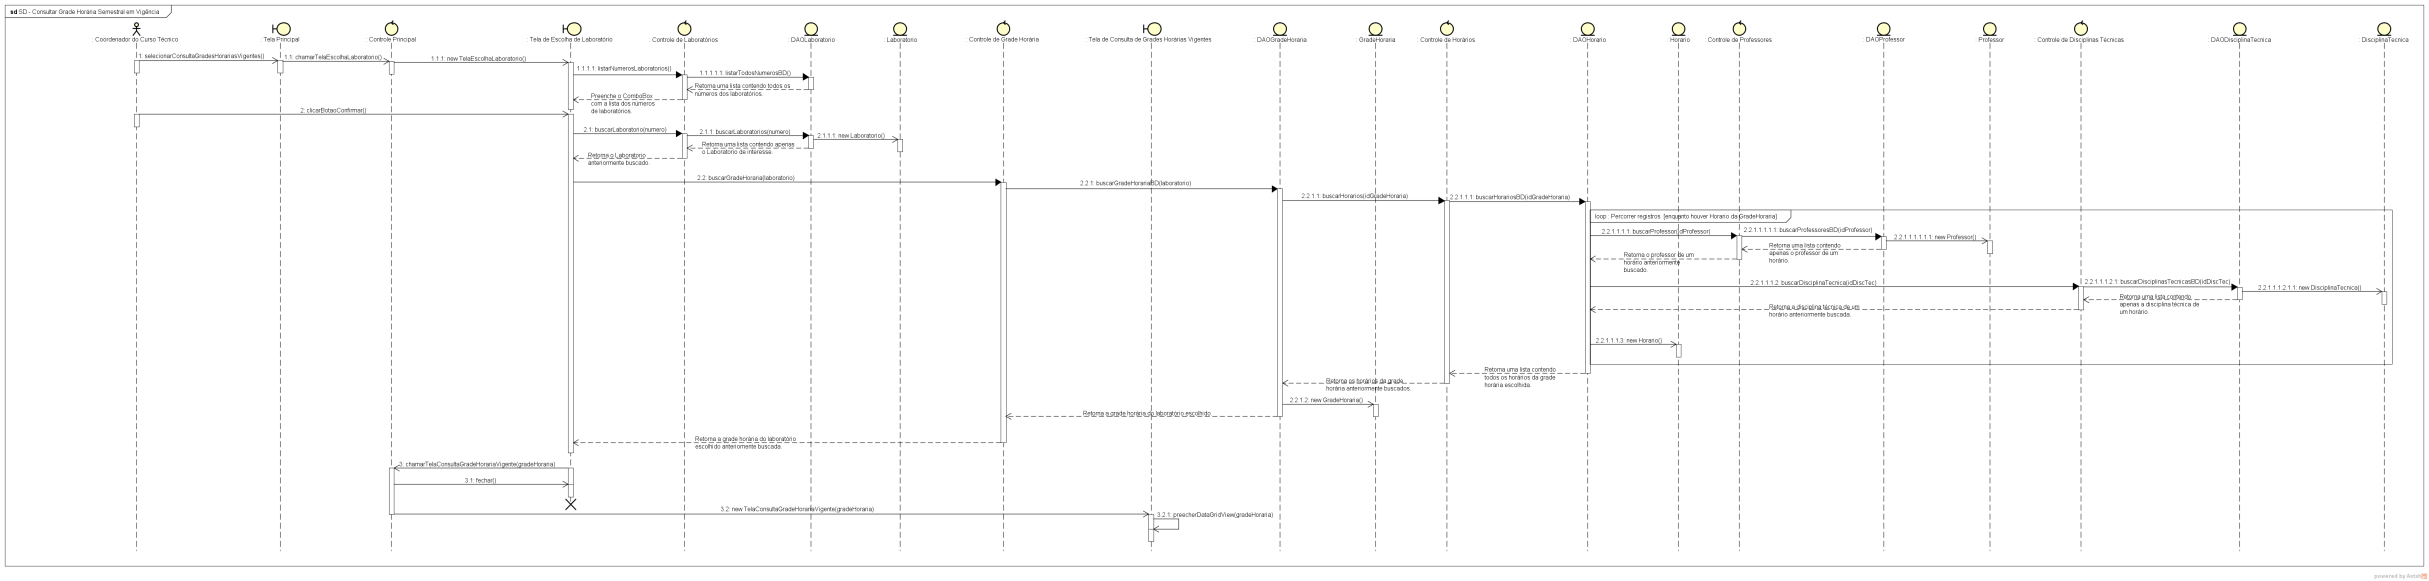 sd SD - Consultar Grade Horária Semestral em Vigência
: Coordenador do Curso Técnico
: Tela Principal
: Controle Principal
: Tela de Escolha de Laboratório
: Controle de Laboratórios
: DAOLaboratorio
: Laboratorio
: Controle de Grade Horária
: Tela de Consulta de Grades Horárias Vigentes
: DAOGradeHoraria
: GradeHoraria
: Controle de Horários
: DAOHorario
: Horario
: Controle de Professores
: DAOProfessor
: Professor
: Controle de Disciplinas Técnicas
: DAODisciplinaTecnica
: DisciplinaTecnica
1: selecionarConsultaGradesHorariasVigentes()
1.1: chamarTelaEscolhaLaboratorio()
1.1.1: new TelaEscolhaLaboratorio()
1.1.1.1: listarNumerosLaboratorios()
1.1.1.1.1: listarTodosNumerosBD()
Retorna uma lista contendo todos os
números dos laboratórios.
Preenche o ComboBox
com a lista dos números
de laboratórios.
2: clicarBotaoConfirmar()
2.1: buscarLaboratorio(numero)
2.1.1: buscarLaboratorios(numero)
2.1.1.1: new Laboratorio()
Retorna uma lista contendo apenas
o Laboratório de interesse.
Retorna o Laboratorio
anteriormente buscado.
2.2: buscarGradeHoraria(laboratorio)
2.2.1: buscarGradeHorariaBD(laboratorio)
2.2.1.1: buscarHorarios(idGradeHoraria)
2.2.1.1.1: buscarHorariosBD(idGradeHoraria)
loop : Percorrer registros [enquanto houver Horario da GradeHoraria]
2.2.1.1.1.1: buscarProfessor(idProfessor)
2.2.1.1.1.1.1: buscarProfessoresBD(idProfessor)
2.2.1.1.1.1.1.1: new Professor()
Retorna uma lista contendo
apenas o professor de um
horário.
Retorna o professor de um
horário anteriormente
buscado.
2.2.1.1.1.2: buscarDisciplinaTecnica(idDiscTec)
2.2.1.1.1.2.1: buscarDisciplinasTecnicasBD(idDiscTec)
2.2.1.1.1.2.1.1: new DisciplinaTecnica()
Retorna uma lista contendo
apenas a disciplina técnica de
um horário.
Retorna a disciplina técnica de um
horário anteriormente buscada.
2.2.1.1.1.3: new Horario()
Retorna uma lista contendo
todos os horários da grade
horária escolhida.
Retorna os horários da grade
horária anteriormente buscados.
2.2.1.2: new GradeHoraria()
Retorna a grade horária do laboratório escolhido
Retorna a grade horária do laboratório
escolhido anteriormente buscada.
3: chamarTelaConsultaGradeHorariaVigente(gradeHoraria)
3.1: fechar()
3.2: new TelaConsultaGradeHorariaVigente(gradeHoraria)
3.2.1: preecherDataGridView(gradeHoraria)
powered by Astah